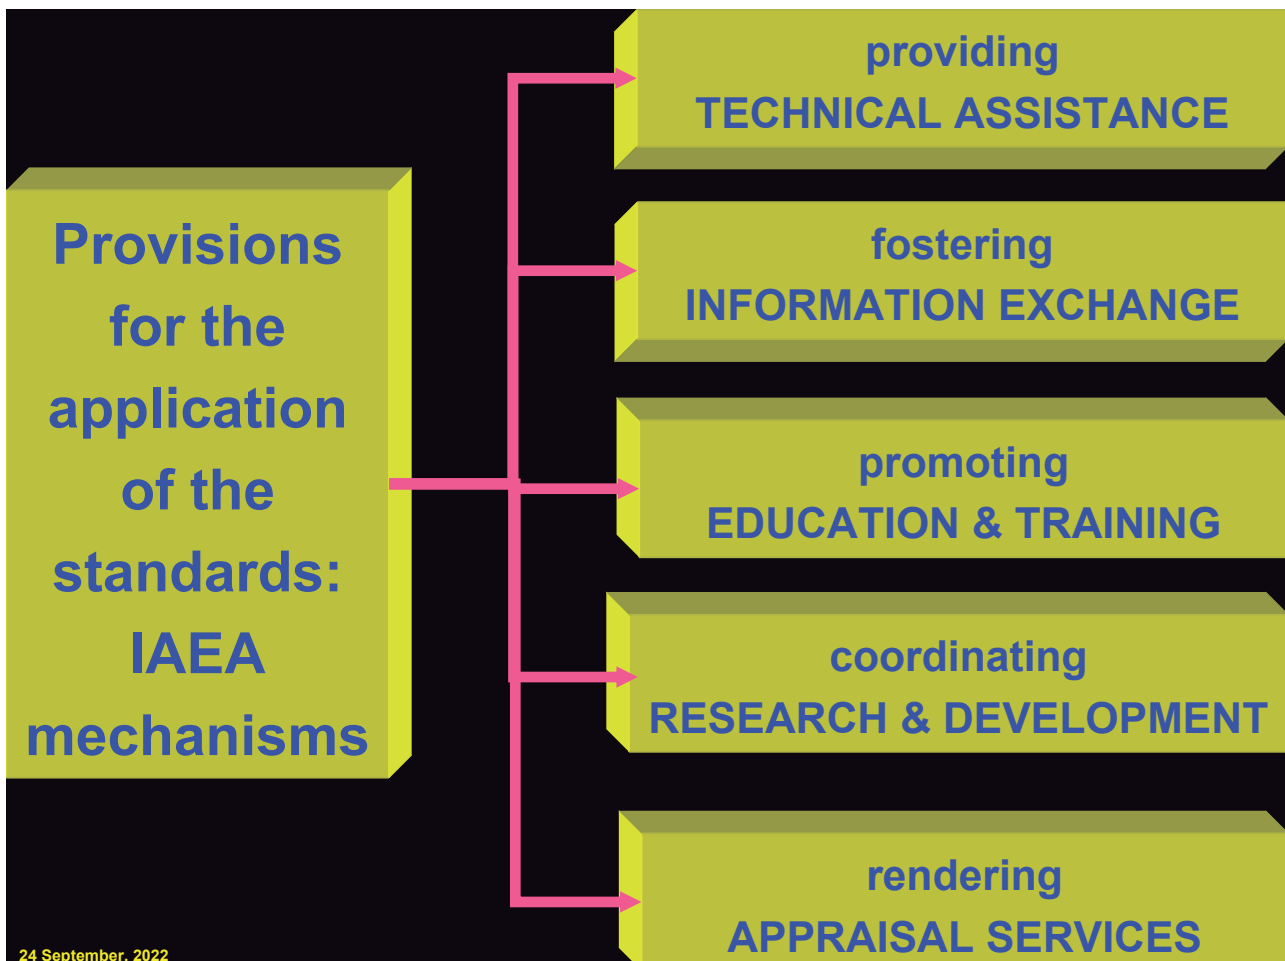 Provisions
for the
application
of the
standards:
IAEA
mechanisms
providing
TECHNICAL ASSISTANCE
fostering
INFORMATION EXCHANGE
promoting
EDUCATION & TRAINING
coordinating
RESEARCH & DEVELOPMENT
rendering
APPRAISAL SERVICES
24 September, 2022